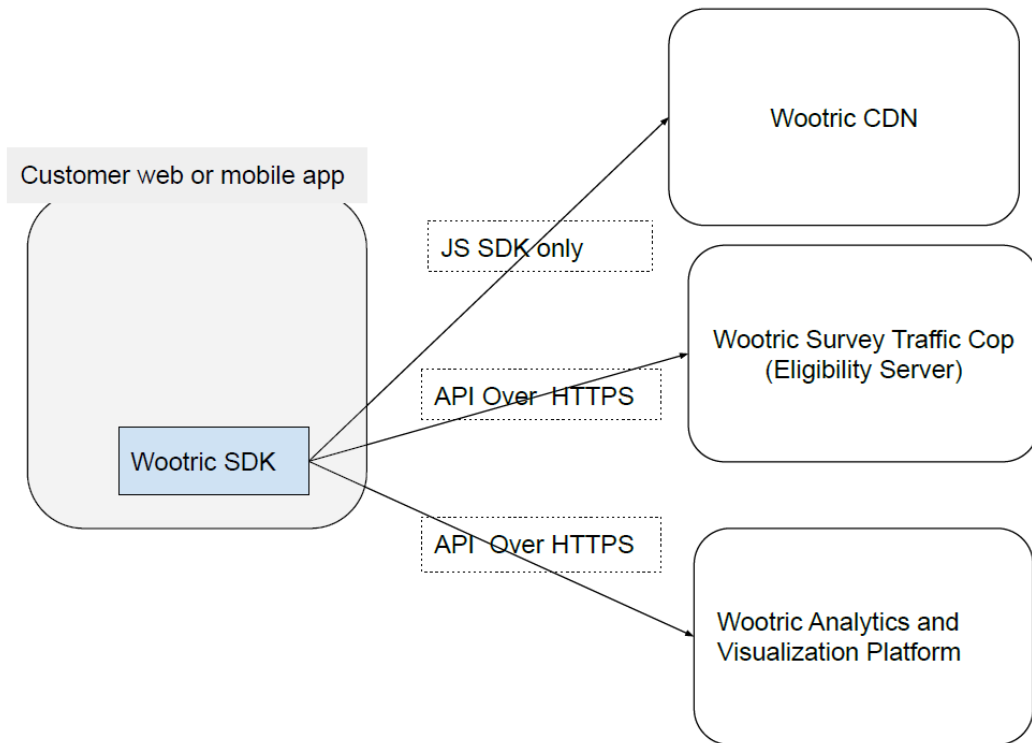 Wootric CDN
Customer web or mobile app
JS SDK only
Wootric Survey Traffic Cop
(Eligibility Server)
API Over HTTPS
Wootric SDK
API Over HTTPS
Wootric Analytics and
Visualization Platform